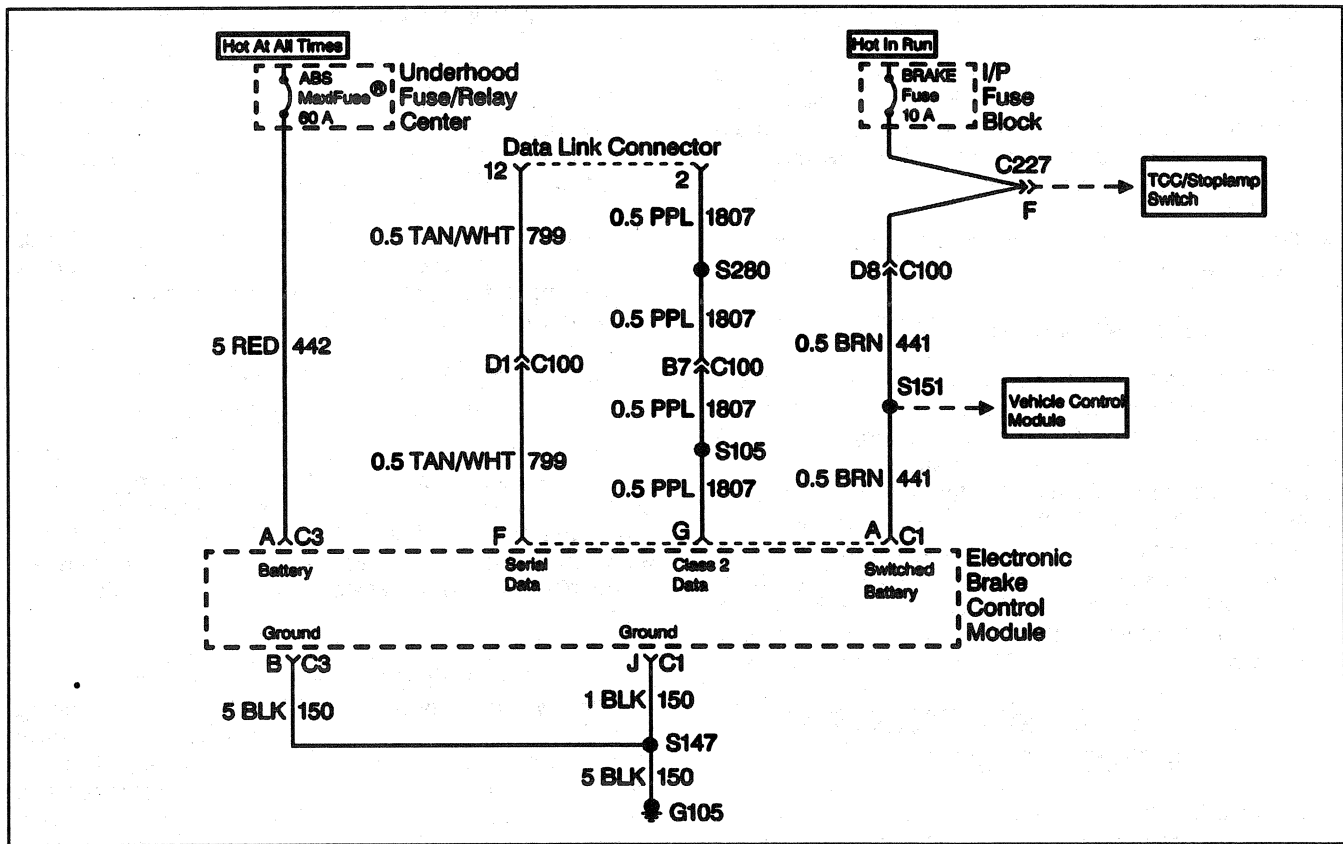 Hot At All Times
Hot In Run
ABS
MaxiFuse®
60 A
Underhood
Fuse/Relay
Center
BRAKE
Fuse
10 A
I/P
Fuse
Block
Data Link Connector
12
2
C227
F
TCC/Stoplamp
Switch
0.5 PPL 1807
0.5 TAN/WHT 799
S280
D8 C100
0.5 PPL 1807
5 RED 442
0.5 BRN 441
D1 C100
B7 C100
S151
Vehicle Control
Module
0.5 PPL 1807
S105
0.5 TAN/WHT 799
0.5 PPL 1807
0.5 BRN 441
A C3
F
G
A C1
Battery
Serial
Data
Class 2
Data
Switched
Battery
Electronic
Brake
Control
Module
Ground
Ground
B C3
J C1
5 BLK 150
1 BLK 150
S147
5 BLK 150
G105